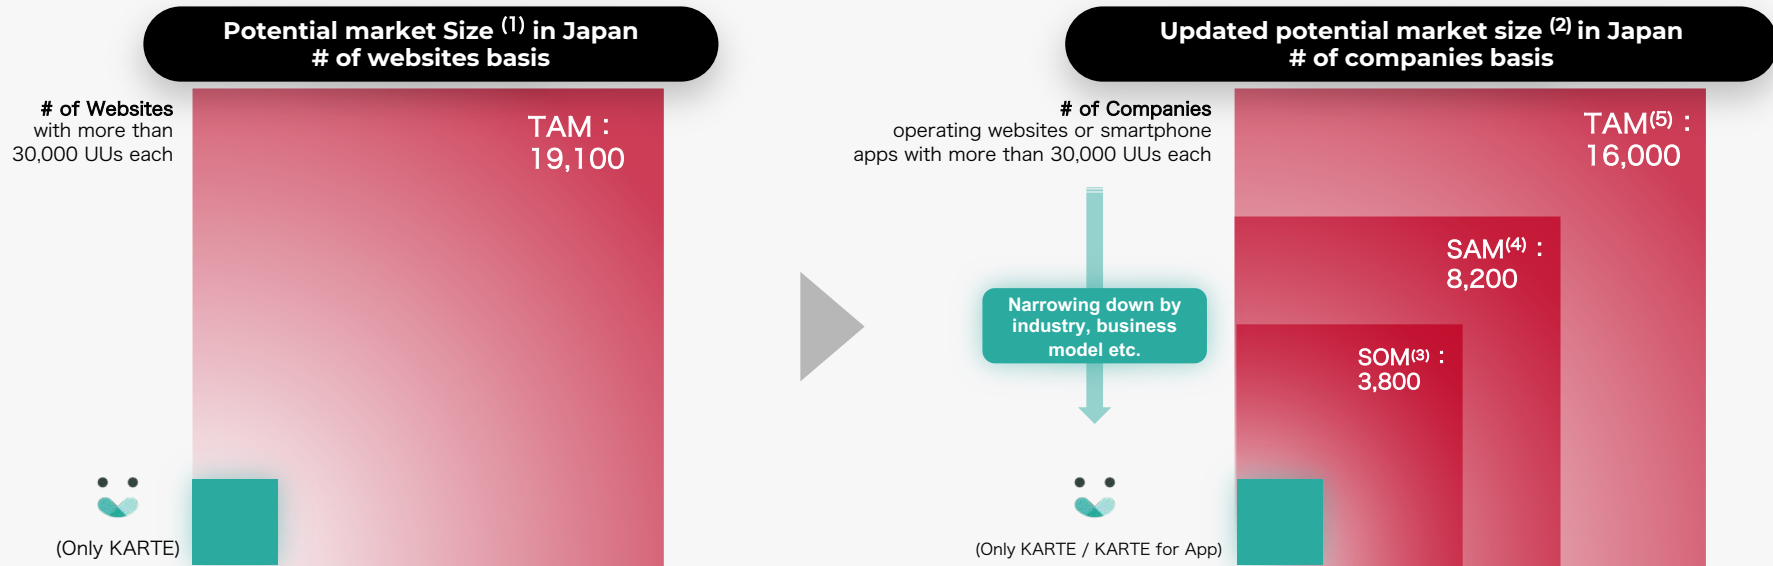 Potential market Size (1) in Japan
# of websites basis
# of Websites
with more than
30,000 UUs each
TAM：
19,100
(Only KARTE)
Updated potential market size (2) in Japan
# of companies basis
# of Companies
operating websites or smartphone
apps with more than 30,000 UUs each
Narrowing down by
industry, business
model etc.
TAM(5)：
16,000
SAM(4)：
8,200
SOM(3)：
3,800
(Only KARTE / KARTE for App)